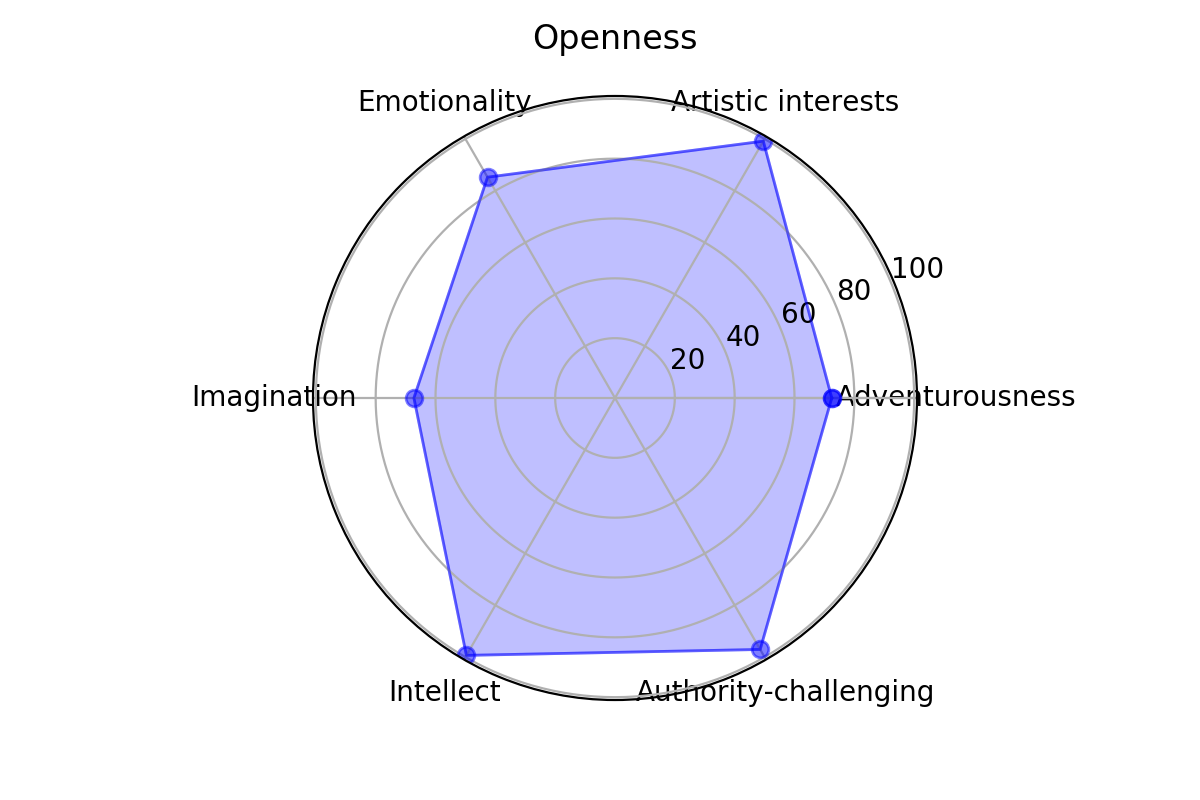 Openness
Emotionality
Artistic interests
100
80
60
40
20
Imagination
Adventurousness
Intellect
Authority-challenging